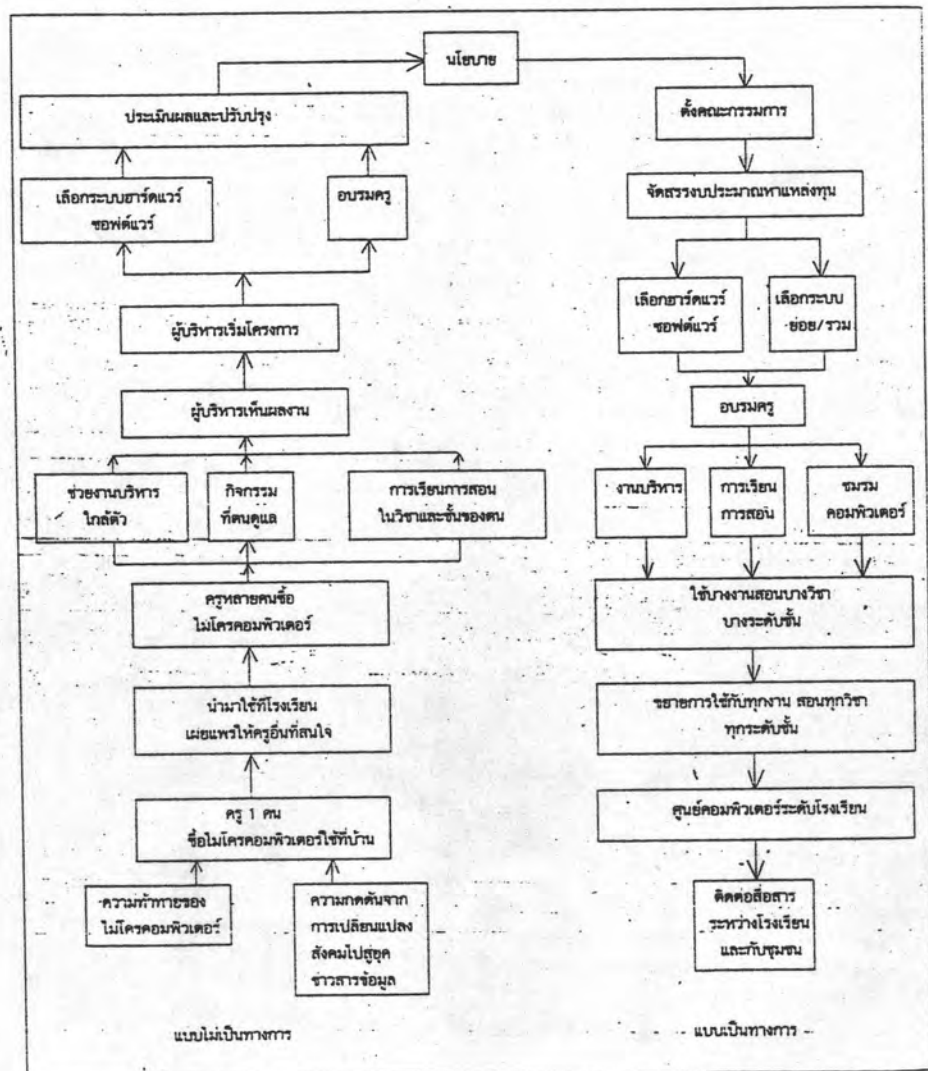 นโยบาย
ประเมินผลและปรับปรุง
เลือกระบบฮาร์ดแวร์
ซอฟต์แวร์
อบรมครู
ผู้บริหารเริ่มโครงการ
ผู้บริหารเห็นผลงาน
ช่วยงานบริหาร
ใกล้ตัว
กิจกรรม
ที่ตนดูแล
การเรียนการสอน
ในวิชาและชั้นของตน
ครูหลายคนซื้อ
ไมโครคอมพิวเตอร์
นำมาใช้ที่โรงเรียน
เผยแพร่ให้ครูอื่นที่สนใจ
ครู 1 คน
ซื้อไมโครคอมพิวเตอร์ใช้ที่บ้าน
ความท้าทายของ
ไมโครคอมพิวเตอร์
ความกดดันจาก
การเปลี่ยนแปลง
สังคมไปสู่ยุค
ข่าวสารข้อมูล
แบบไม่เป็นทางการ
ตั้งคณะกรรมการ
จัดสรรงบประมาณหาแหล่งทุน
เลือกฮาร์ดแวร์
ซอฟต์แวร์
เลือกระบบ
ย่อย/รวม
อบรมครู
งานบริหาร
การเรียน
การสอน
ชมรม
คอมพิวเตอร์
ใช้บางงานสอนบางวิชา
บางระดับชั้น
ขยายการใช้กับทุกงาน สอนทุกวิชา
ทุกระดับชั้น
ศูนย์คอมพิวเตอร์ระดับโรงเรียน
ติดต่อสื่อสาร
ระหว่างโรงเรียน
และกับชุมชน
แบบเป็นทางการ